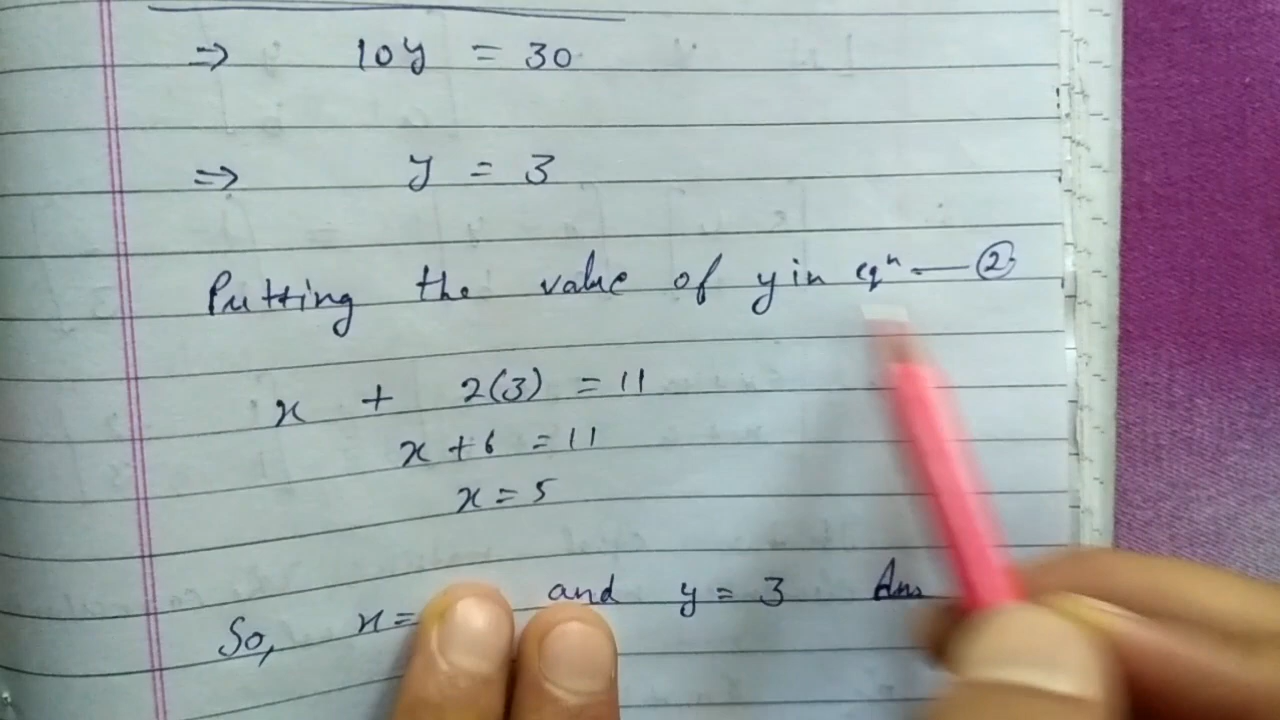 ⇒ 10y = 30
⇒ y = 3
Putting the value of y in eqⁿ — ②
x + 2(3) = 11
x + 6 = 11
x = 5
So, x = and y = 3 Ans